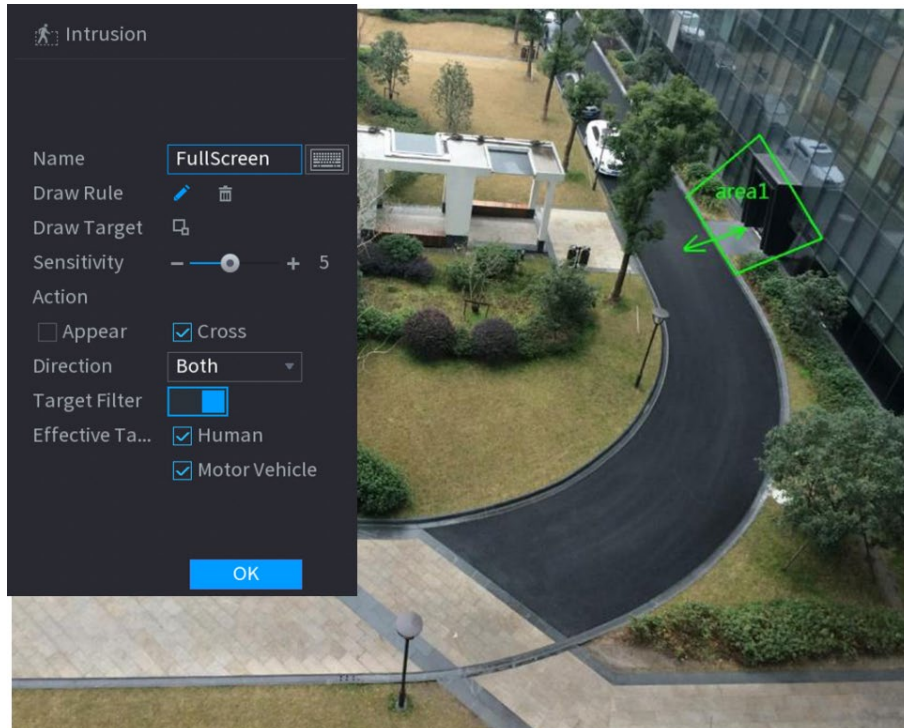 Intrusion
Name FullScreen
Draw Rule
Draw Target
Sensitivity − + 5
Action
Appear Cross
Direction Both
Target Filter
Effective Ta... Human
Motor Vehicle
OK
area1